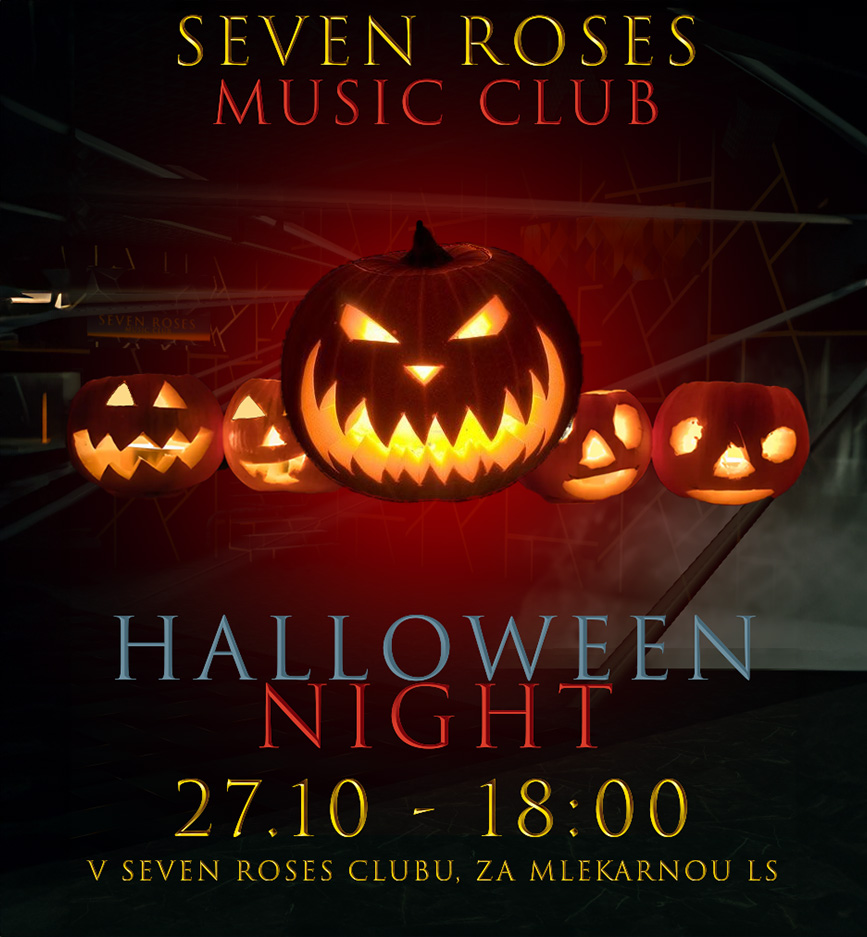 SEVEN ROSES
MUSIC CLUB
SEVEN ROSES
HALLOWEEN
NIGHT
27.10 - 18:00
V SEVEN ROSES CLUBU, ZA MLEKARNOU LS